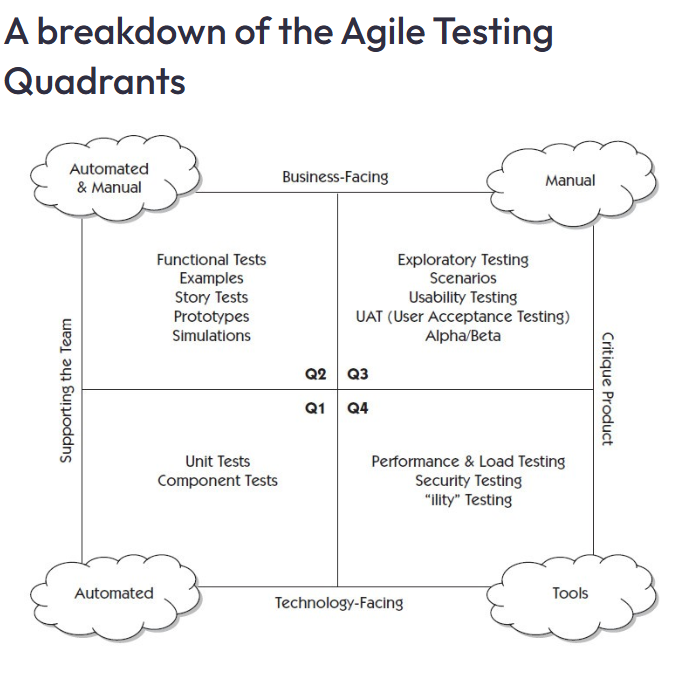 A breakdown of the Agile Testing
Quadrants
Automated
& Manual
Business-Facing
Manual
Functional Tests
Examples
Story Tests
Prototypes
Simulations
Exploratory Testing
Scenarios
Usability Testing
UAT (User Acceptance Testing)
Alpha/Beta
Supporting the Team
Critique Product
Q2
Q3
Q1
Q4
Unit Tests
Component Tests
Performance & Load Testing
Security Testing
“ility” Testing
Automated
Technology-Facing
Tools